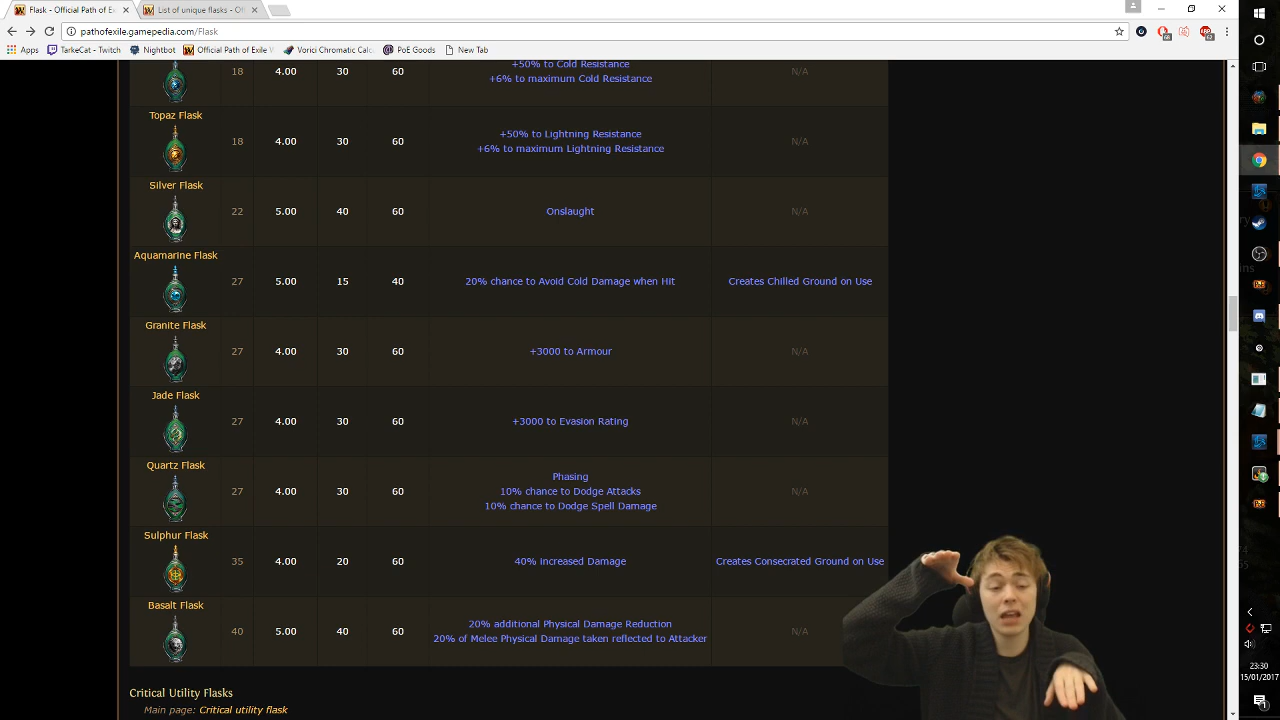 Flask - Official Path of Ex
List of unique flasks - Off
pathofexile.gamepedia.com/Flask
Apps
TarkeCat - Twitch
Nightbot
Official Path of Exile W
Vorici Chromatic Calc
PoE Goods
New Tab
18 4.00 30 60 +50% to Cold Resistance
+6% to maximum Cold Resistance
N/A
Topaz Flask
18 4.00 30 60 +50% to Lightning Resistance
+6% to maximum Lightning Resistance
N/A
Silver Flask
22 5.00 40 60 Onslaught N/A
Aquamarine Flask
27 5.00 15 40 20% chance to Avoid Cold Damage when Hit Creates Chilled Ground on Use
Granite Flask
27 4.00 30 60 +3000 to Armour N/A
Jade Flask
27 4.00 30 60 +3000 to Evasion Rating N/A
Quartz Flask
27 4.00 30 60 Phasing
10% chance to Dodge Attacks
10% chance to Dodge Spell Damage
N/A
Sulphur Flask
35 4.00 20 60 40% increased Damage Creates Consecrated Ground on Use
Basalt Flask
40 5.00 40 60 20% additional Physical Damage Reduction
20% of Melee Physical Damage taken reflected to Attacker
N/A
Critical Utility Flasks
Main page: Critical utility flask
23:30
15/01/2017